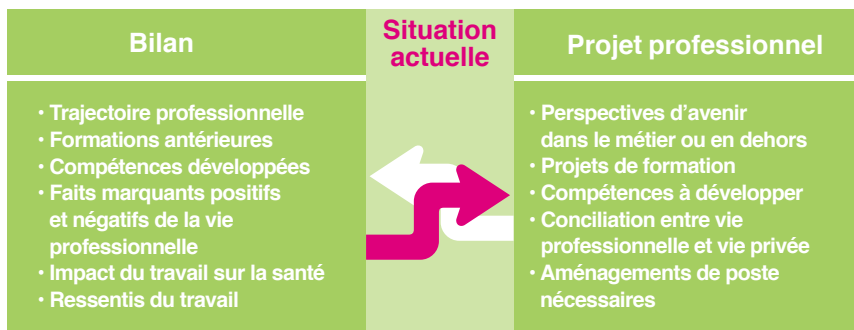 Bilan
Situation
actuelle
Projet professionnel
• Trajectoire professionnelle
• Formations antérieures
• Compétences développées
• Faits marquants positifs
et négatifs de la vie
professionnelle
• Impact du travail sur la santé
• Ressentis du travail
• Perspectives d’avenir
dans le métier ou en dehors
• Projets de formation
• Compétences à développer
• Conciliation entre vie
professionnelle et vie privée
• Aménagements de poste
nécessaires